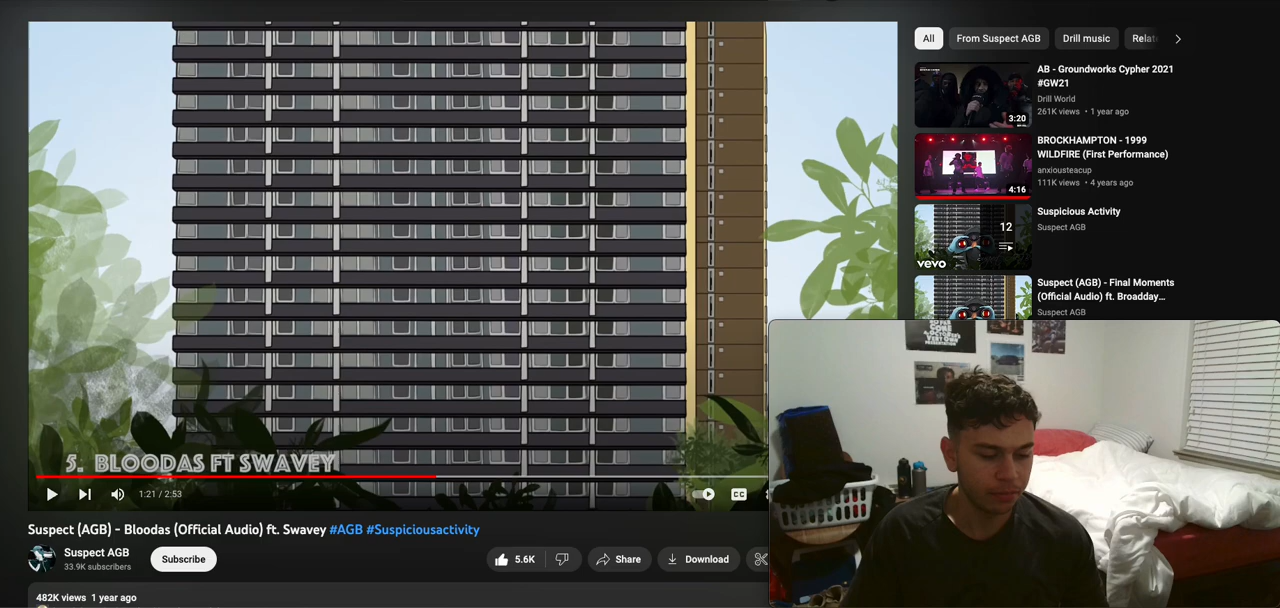 All
From Suspect AGB
Drill music
Relate
AB - Groundworks Cypher 2021
#GW21
Drill World
261K views • 1 year ago
3:20
BROCKHAMPTON - 1999
WILDFIRE (First Performance)
anxiousteacup
111K views • 4 years ago
4:16
Suspicious Activity
Suspect AGB
12
vevo
Suspect (AGB) - Final Moments
(Official Audio) ft. Broadday...
Suspect AGB
5. BLOODAS FT SWAVEY
1:21 / 2:53
CC
Suspect (AGB) - Bloodas (Official Audio) ft. Swavey #AGB #Suspiciousactivity
Suspect AGB
33.9K subscribers
Subscribe
5.6K
Share
Download
482K views 1 year ago